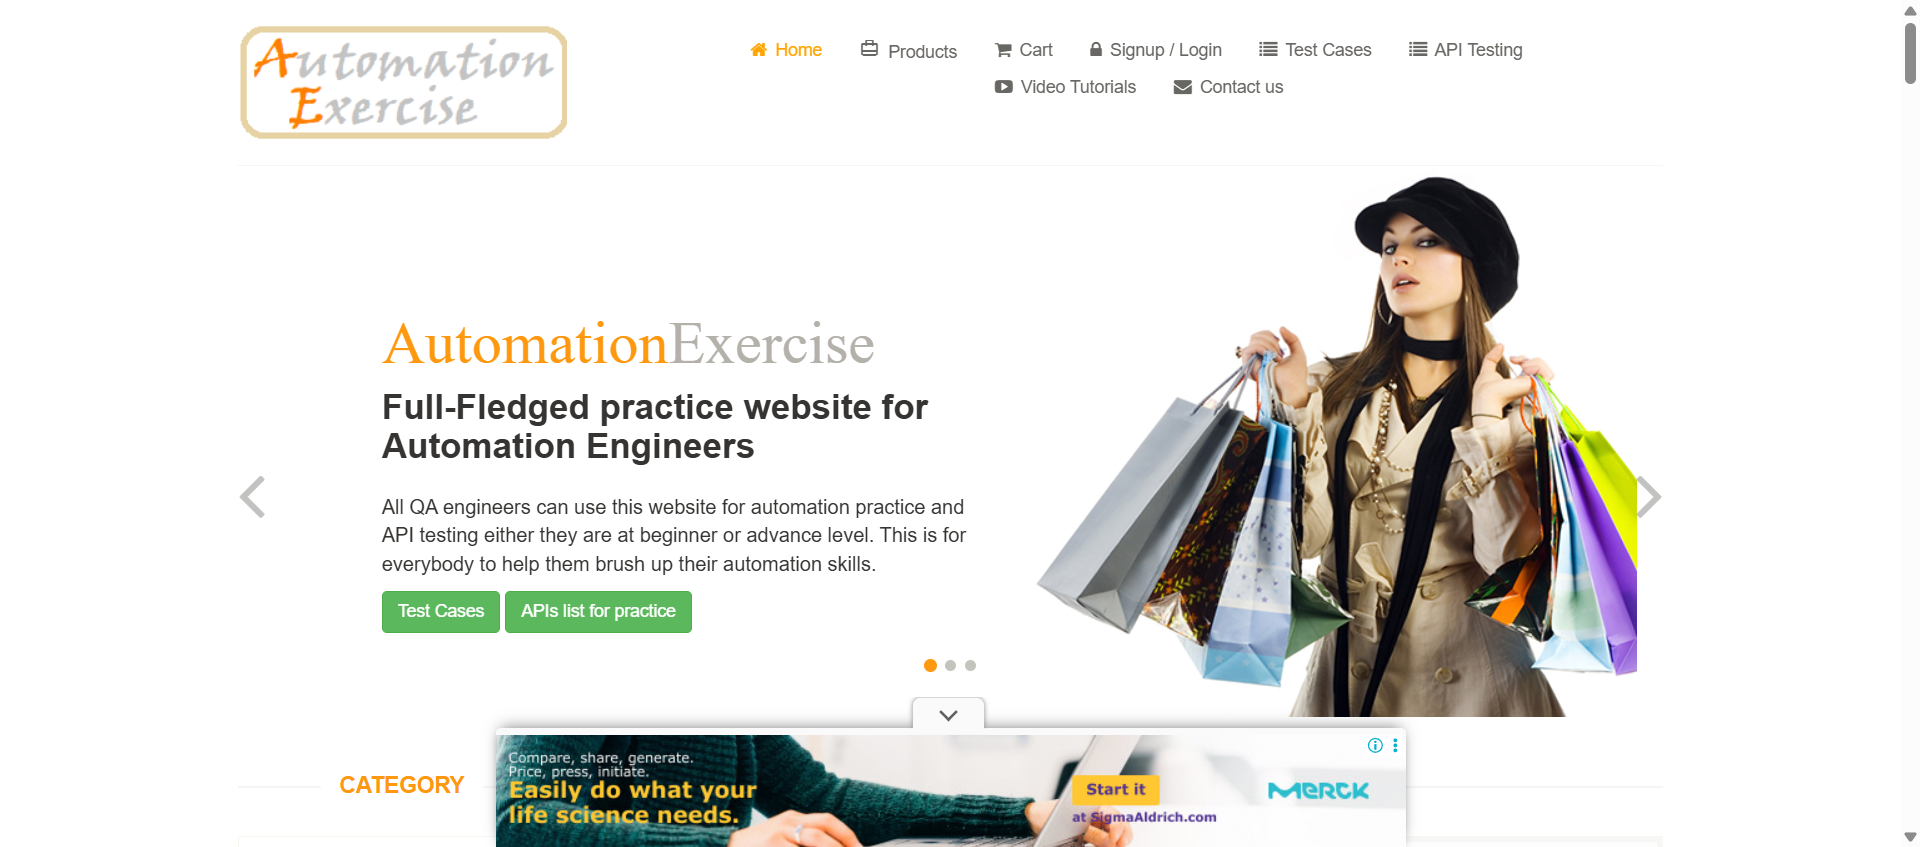 Automation
Exercise
Home
Products
Cart
Signup / Login
Test Cases
API Testing
Video Tutorials
Contact us
AutomationExercise
Full-Fledged practice website for
Automation Engineers
All QA engineers can use this website for automation practice and
API testing either they are at beginner or advance level. This is for
everybody to help them brush up their automation skills.
Test Cases
APIs list for practice
CATEGORY
Compare, share, generate.
Price, press, initiate.
Easily do what your
life science needs.
Start it
at SigmaAldrich.com
MERCK